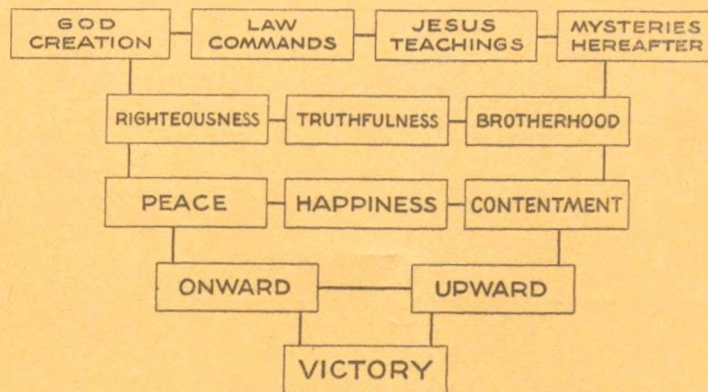 GOD
CREATION
LAW
COMMANDS
JESUS
TEACHINGS
MYSTERIES
HEREAFTER
RIGHTEOUSNESS
TRUTHFULNESS
BROTHERHOOD
PEACE
HAPPINESS
CONTENTMENT
ONWARD
UPWARD
VICTORY